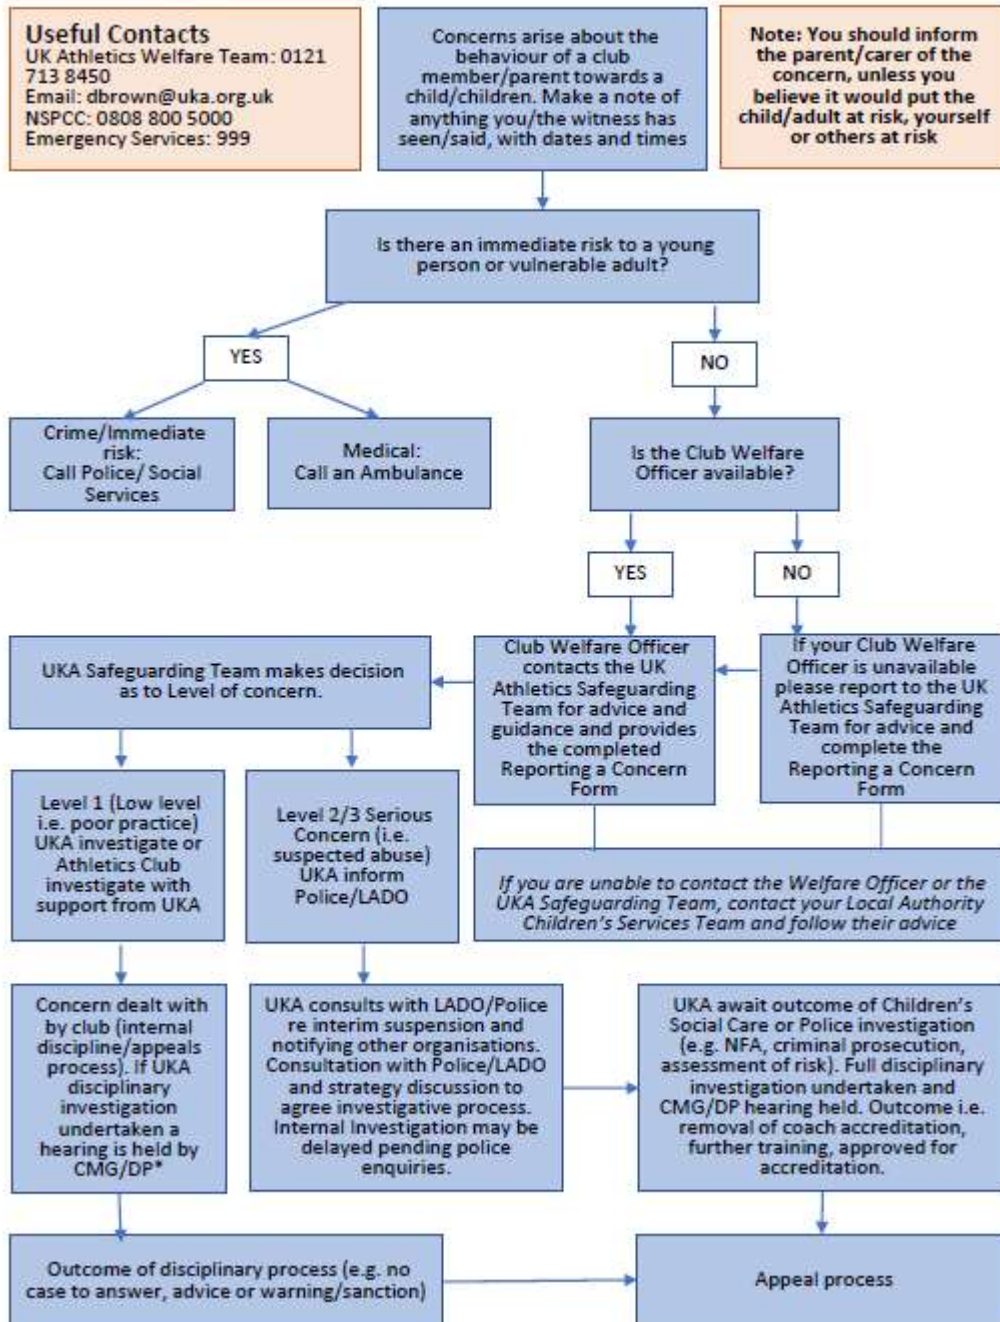 Useful Contacts
UK Athletics Welfare Team: 0121
713 8450
Email: dbrown@uka.org.uk
NSPCC: 0808 800 5000
Emergency Services: 999
Concerns arise about the
behaviour of a club
member/parent towards a
child/children. Make a note of
anything you/the witness has
seen/said, with dates and times
Note: You should inform
the parent/carer of the
concern, unless you
believe it would put the
child/adult at risk, yourself
or others at risk
Is there an immediate risk to a young
person or vulnerable adult?
YES
NO
Crime/Immediate
risk:
Call Police/ Social
Services
Medical:
Call an Ambulance
Is the Club Welfare
Officer available?
YES
NO
UKA Safeguarding Team makes decision
as to Level of concern.
Club Welfare Officer
contacts the UK
Athletics Safeguarding
Team for advice and
guidance and provides
the completed
Reporting a Concern
Form
If your Club Welfare
Officer is unavailable
please report to the UK
Athletics Safeguarding
Team for advice and
complete the
Reporting a Concern
Form
Level 1 (Low level
i.e. poor practice)
UKA investigate or
Athletics Club
investigate with
support from UKA
Level 2/3 Serious
Concern (i.e.
suspected abuse)
UKA inform
Police/LADO
If you are unable to contact the Welfare Officer or the
UKA Safeguarding Team, contact your Local Authority
Children's Services Team and follow their advice
Concern dealt with
by club (internal
discipline/appeals
process). If UKA
disciplinary
investigation
undertaken a
hearing is held by
CMG/DP*
UKA consults with LADO/Police
re interim suspension and
notifying other organisations.
Consultation with Police/LADO
and strategy discussion to
agree investigative process.
Internal Investigation may be
delayed pending police
enquiries.
UKA await outcome of Children's
Social Care or Police investigation
(e.g. NFA, criminal prosecution,
assessment of risk). Full disciplinary
investigation undertaken and
CMG/DP hearing held. Outcome i.e.
removal of coach accreditation,
further training, approved for
accreditation.
Outcome of disciplinary process (e.g. no
case to answer, advice or warning/sanction)
Appeal process